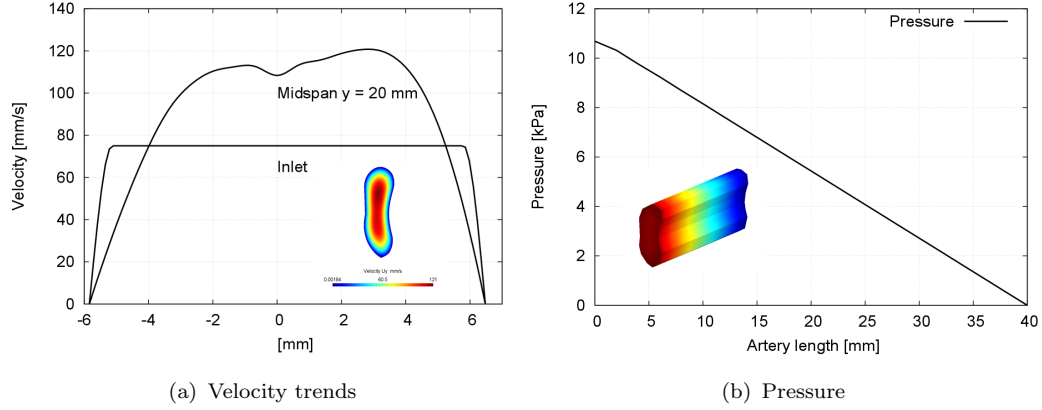 140
120
100
80
60
40
20
0
Velocity [mm/s]
Midspan y = 20 mm
Inlet
Velocity Uy mm/s
0.00194 60.5 121
-6 -4 -2 0 2 4 6
[mm]
(a) Velocity trends
12
10
8
6
4
2
0
Pressure [kPa]
Pressure
0 5 10 15 20 25 30 35 40
Artery length [mm]
(b) Pressure